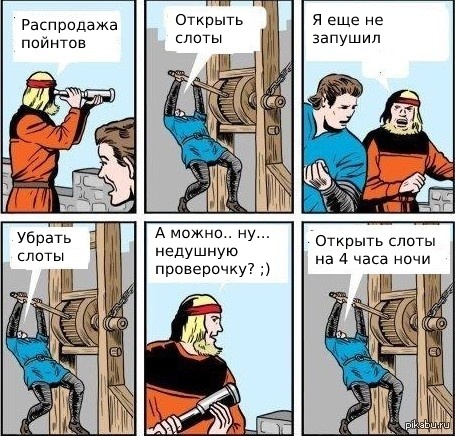 Распродажа
пойнтов
Открыть
слоты
Я еще не
запушил
Убрать
слоты
А можно.. ну...
недушную
проверочку? ;)
Открыть слоты
на 4 часа ночи
pikabu.ru